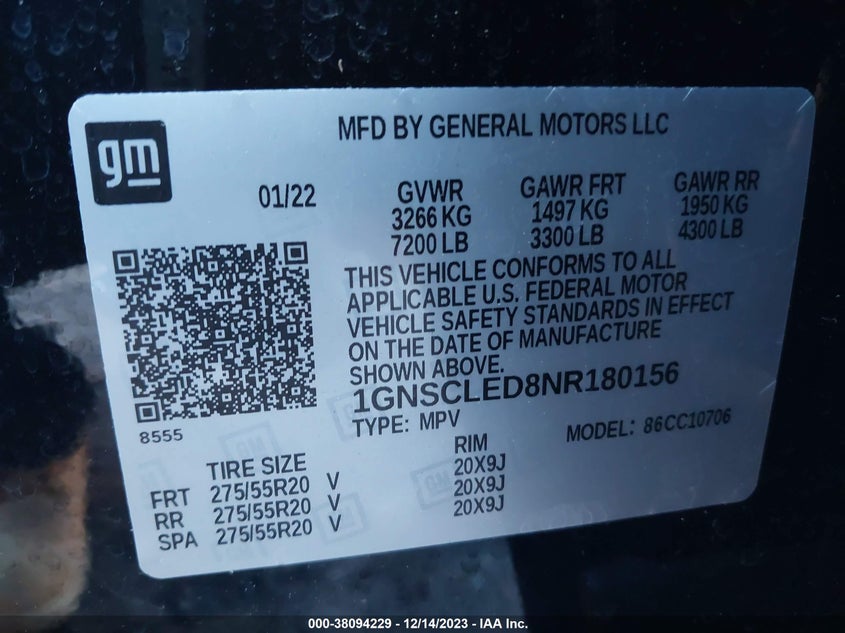 gm
MFD BY GENERAL MOTORS LLC
01/22
GVWR GAWR FRT GAWR RR
3266 KG 1497 KG 1950 KG
7200 LB 3300 LB 4300 LB
THIS VEHICLE CONFORMS TO ALL
APPLICABLE U.S. FEDERAL MOTOR
VEHICLE SAFETY STANDARDS IN EFFECT
ON THE DATE OF MANUFACTURE
SHOWN ABOVE.
1GNSCLED8NR180156
8555
TYPE: MPV MODEL: 86CC10706
TIRE SIZE RIM
FRT 275/55R20 V 20X9J
RR 275/55R20 V 20X9J
SPA 275/55R20 V 20X9J
000-38094229 - 12/14/2023 - IAA Inc.